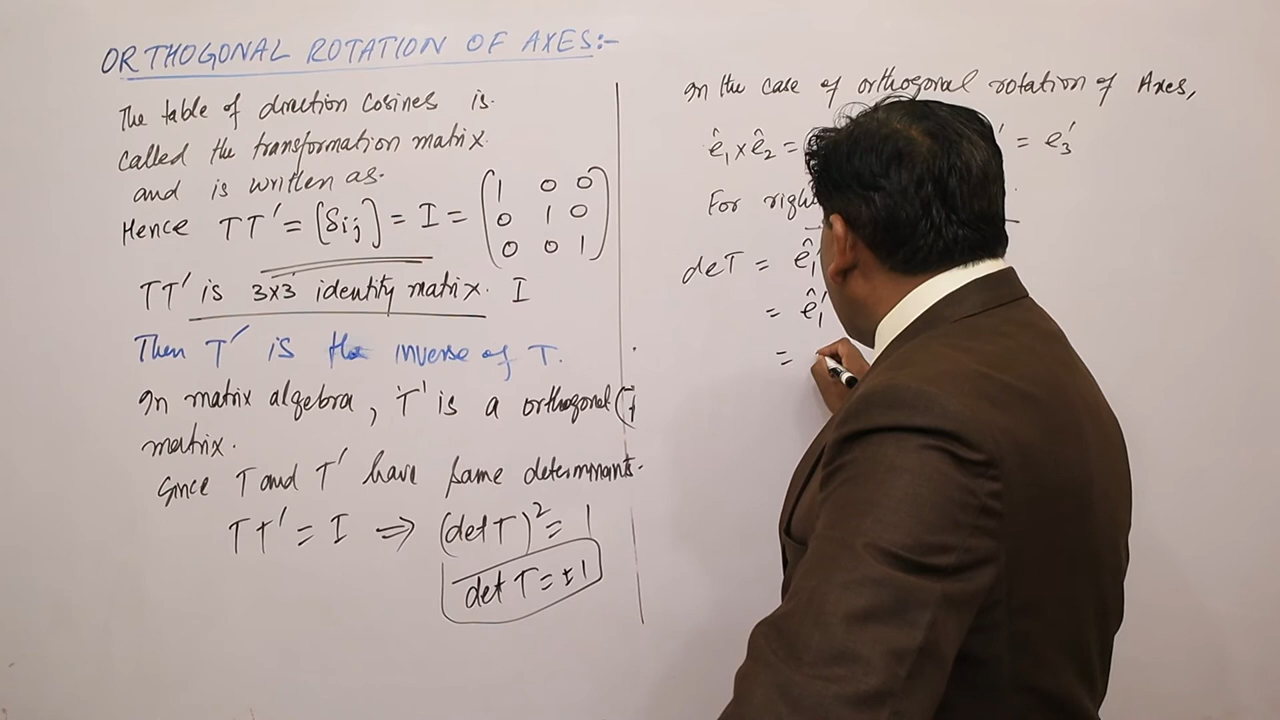 ORTHOGONAL ROTATION OF AXES:-
The table of direction Cosines is.
called the transformation matrix.
and is written as.
Hence TT' = [δij] = I = (1 0 0
0 1 0
0 0 1)
TT' is 3x3 identity matrix. I
Then T' is the inverse of T.
In matrix algebra, T' is a orthogonal
matrix.
Since T and T' have same determinants.
TT' = I ⇒ (det T)² = 1
det T = ±1
In the case of orthogonal rotation of Axes,
ê₁ x ê₂ = = e₃'
For right
deT = ê₁'
= ê₁'
=